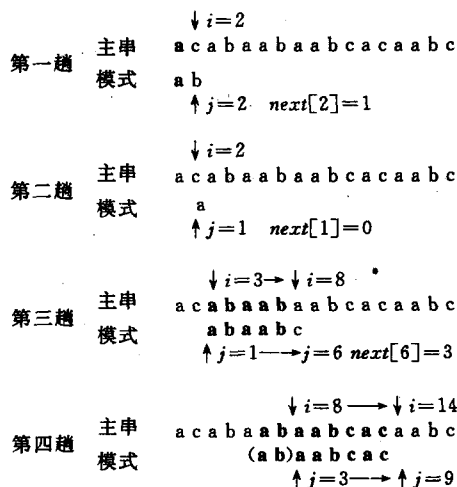 ↓ i=2
主串 a c a b a a b a a b c a c a a b c
第一趟
模式 a b
↑ j=2 next[2]=1
↓ i=2
主串 a c a b a a b a a b c a c a a b c
第二趟
模式 a
↑ j=1 next[1]=0
↓ i=3→ ↓ i=8
主串 a c a b a a b a a b c a c a a b c
第三趟
模式 a b a a b c
↑ j=1→j=6 next[6]=3
↓ i=8→↓ i=14
主串 a c a b a a b a a b c a c a a b c
第四趟
模式 (a b)a a b c a c
↑ j=3→↑ j=9